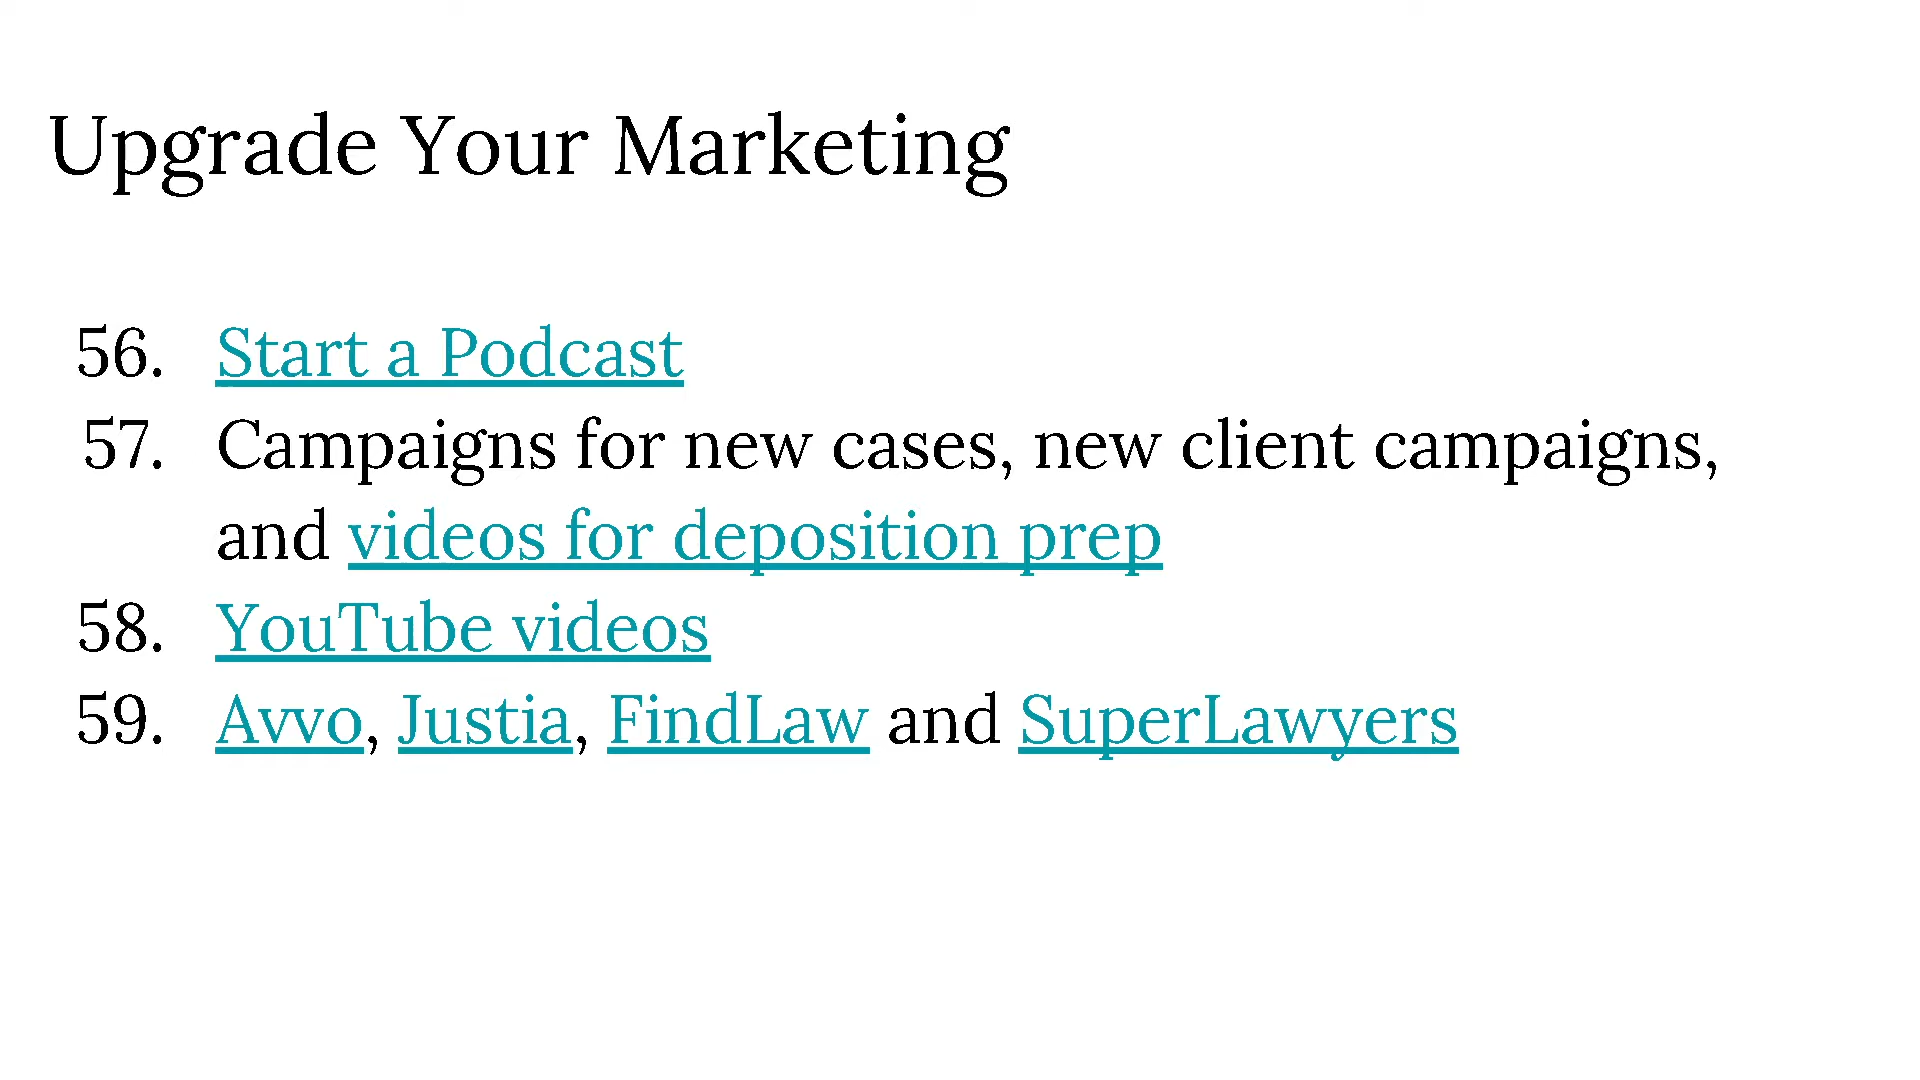 Upgrade Your Marketing
56. Start a Podcast
57. Campaigns for new cases, new client campaigns,
and videos for deposition prep
58. YouTube videos
59. Avvo, Justia, FindLaw and SuperLawyers